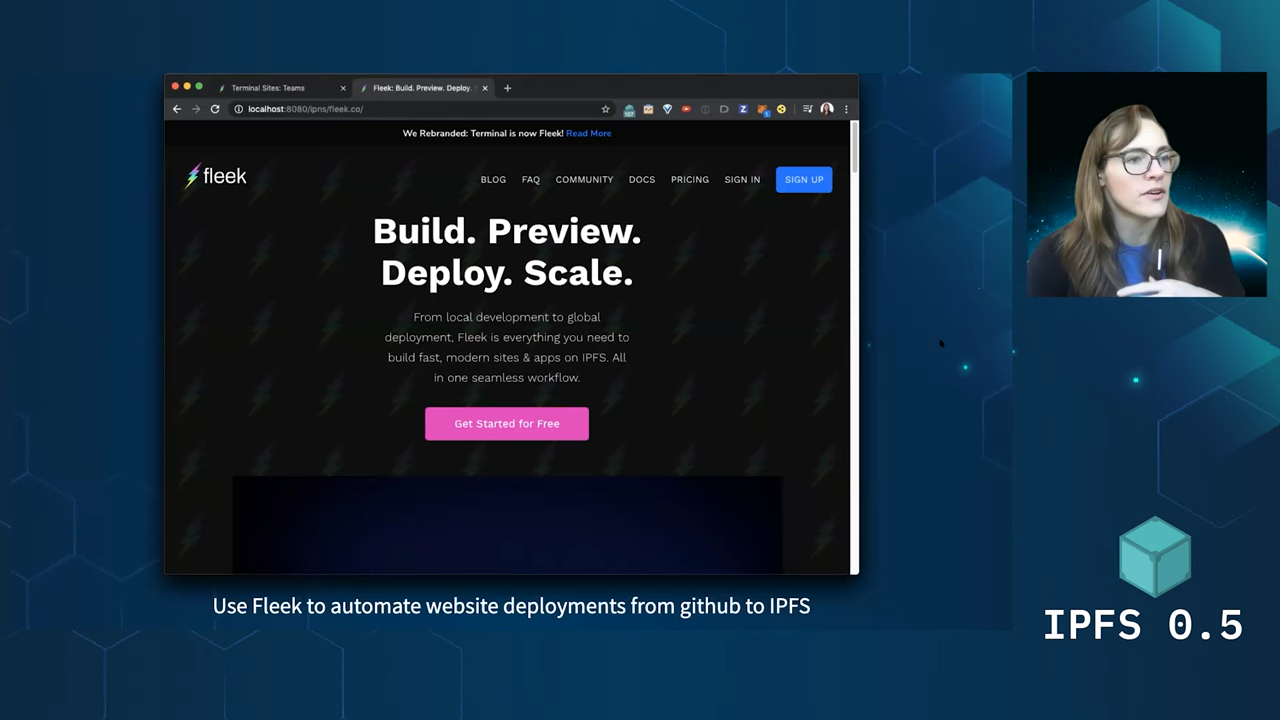 Terminal Sites: Teams
Fleek: Build. Preview. Deploy.
localhost:8080/ipns/fleek.co/
We Rebranded: Terminal is now Fleek! Read More
fleek
BLOG FAQ COMMUNITY DOCS PRICING SIGN IN SIGN UP
Build. Preview.
Deploy. Scale.
From local development to global
deployment, Fleek is everything you need to
build fast, modern sites & apps on IPFS. All
in one seamless workflow.
Get Started for Free
Use Fleek to automate website deployments from github to IPFS
IPFS 0.5